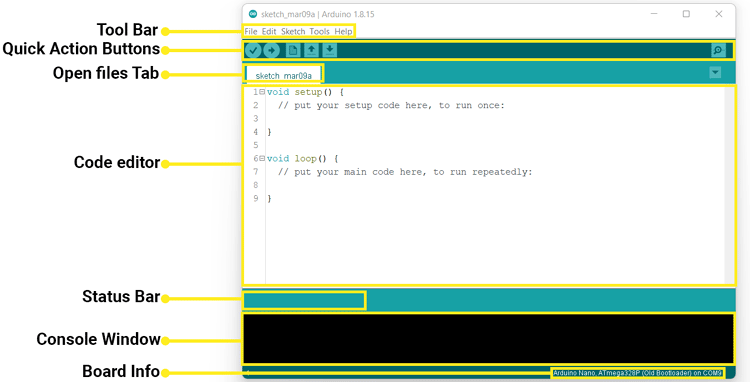 sketch_mar09a | Arduino 1.8.15
Tool Bar
File Edit Sketch Tools Help
Quick Action Buttons
Open files Tab
sketch_mar09a
1 void setup() {
2 // put your setup code here, to run once:
3
4 }
5
6 void loop() {
7 // put your main code here, to run repeatedly:
8
9 }
Code editor
Status Bar
Console Window
Board Info
Arduino Nano, ATmega328P (Old Bootloader) on COM9